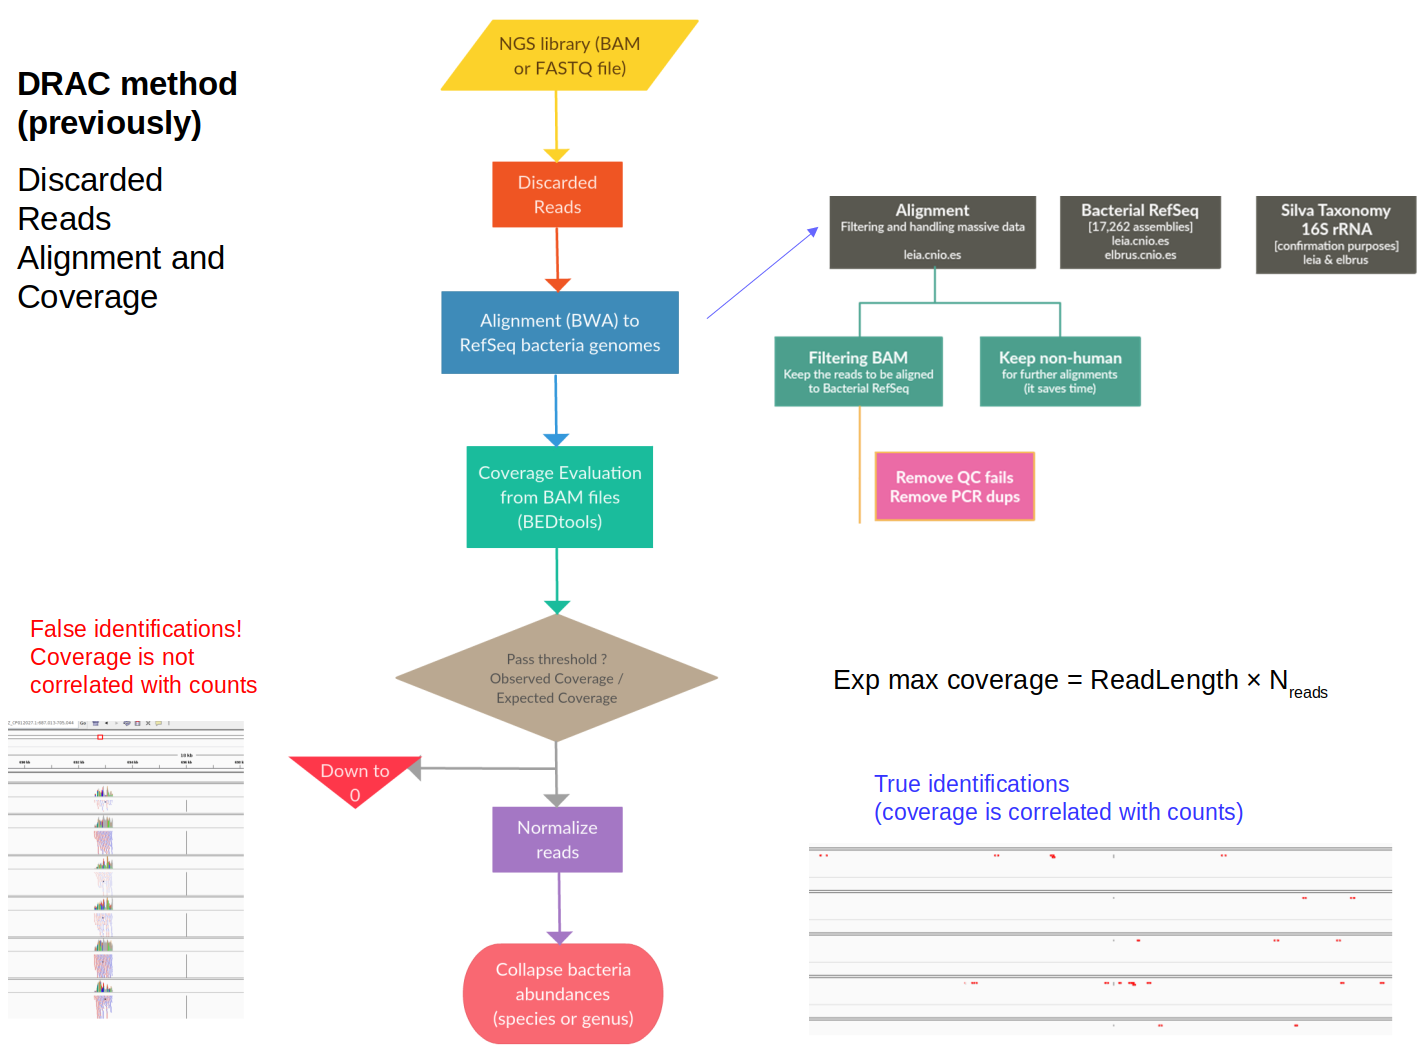 DRAC method
(previously)
Discarded
Reads
Alignment and
Coverage
NGS library (BAM
or FASTQ file)
Discarded
Reads
Alignment (BWA) to
RefSeq bacteria genomes
Coverage Evaluation
from BAM files
(BEDtools)
Pass threshold ?
Observed Coverage /
Expected Coverage
Down to
0
Normalize
reads
Collapse bacteria
abundances
(species or genus)
Alignment
Filtering and handling massive data
leia.cnio.es
Bacterial RefSeq
[17,262 assemblies]
leia.cnio.es
elbrus.cnio.es
Silva Taxonomy
16S rRNA
[confirmation purposes]
leia & elbrus
Filtering BAM
Keep the reads to be aligned
to Bacterial RefSeq
Keep non-human
for further alignments
(it saves time)
Remove QC fails
Remove PCR dups
False identifications!
Coverage is not
correlated with counts
Go
Exp max coverage = ReadLength × Nreads
True identifications
(coverage is correlated with counts)